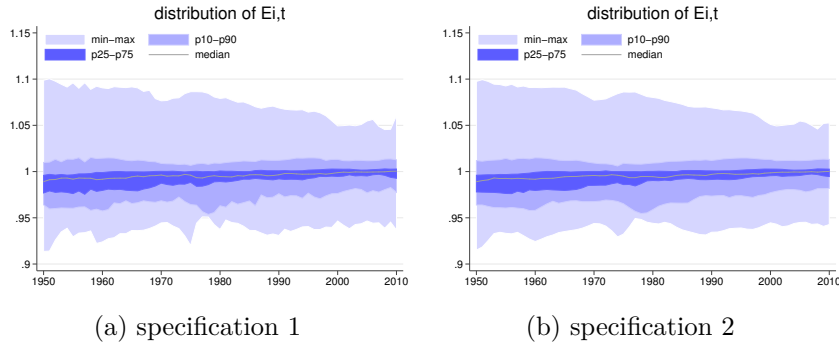 distribution of Ei,t
min−max p10−p90
p25−p75 median
1.15
1.1
1.05
1
.95
.9
1950 1960 1970 1980 1990 2000 2010
(a) specification 1
distribution of Ei,t
min−max p10−p90
p25−p75 median
1.15
1.1
1.05
1
.95
.9
1950 1960 1970 1980 1990 2000 2010
(b) specification 2